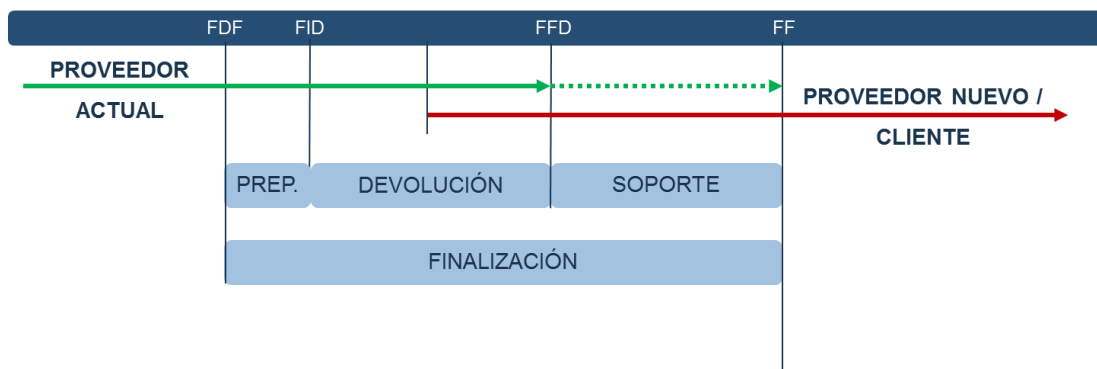 FDF FID FFD FF
PROVEEDOR
ACTUAL
PROVEEDOR NUEVO /
CLIENTE
PREP. DEVOLUCIÓN SOPORTE
FINALIZACIÓN